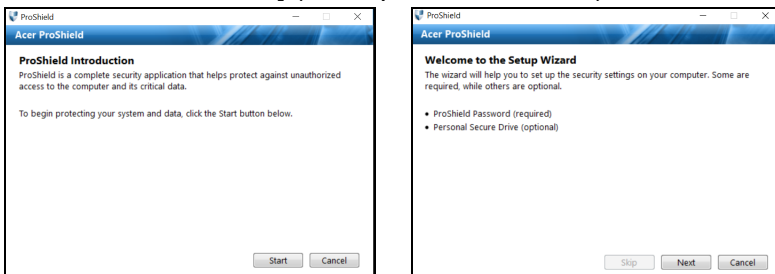 ProShield
Acer ProShield
ProShield Introduction
ProShield is a complete security application that helps protect against unauthorized
access to the computer and its critical data.
To begin protecting your system and data, click the Start button below.
Start Cancel
ProShield
Acer ProShield
Welcome to the Setup Wizard
The wizard will help you to set up the security settings on your computer. Some are
required, while others are optional.
• ProShield Password (required)
• Personal Secure Drive (optional)
Skip Next Cancel